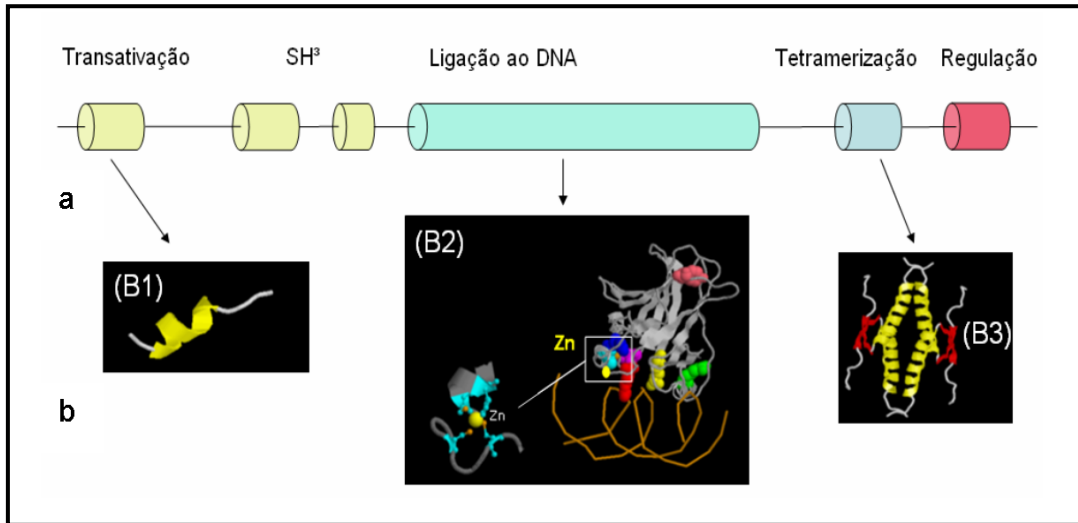 Transativação SH³ Ligação ao DNA Tetramerização Regulação
a
(B1)
(B2)
Zn
Zn
(B3)
b